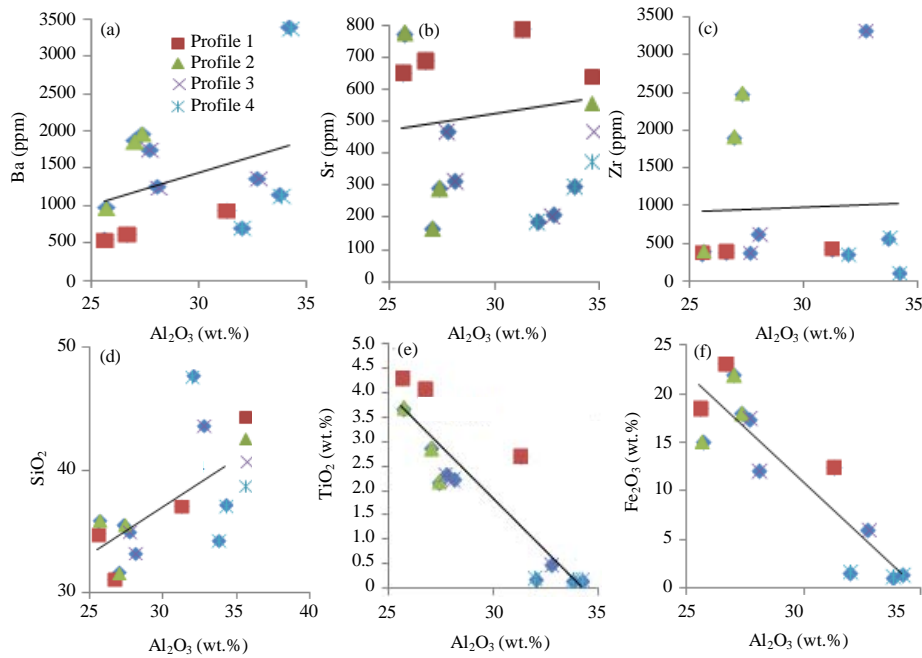 (a)
Profile 1
Profile 2
Profile 3
Profile 4
Ba (ppm)
3500
3000
2500
2000
1500
1000
500
0
25 30 35
Al₂O₃ (wt.%)
(b)
Sr (ppm)
800
700
600
500
400
300
200
100
0
25 30 35
Al₂O₃ (wt.%)
(c)
Zr (ppm)
3500
3000
2500
2000
1500
1000
500
0
25 30 35
Al₂O₃ (wt.%)
(d)
SiO₂
50
40
30
25 30 35 40
Al₂O₃ (wt.%)
(e)
TiO₂ (wt.%)
5.0
4.5
4.0
3.5
3.0
2.5
2.0
1.5
1.0
0.5
0
25 30 35
Al₂O₃ (wt.%)
(f)
Fe₂O₃ (wt.%)
25
20
15
10
5
0
25 30 35
Al₂O₃ (wt.%)